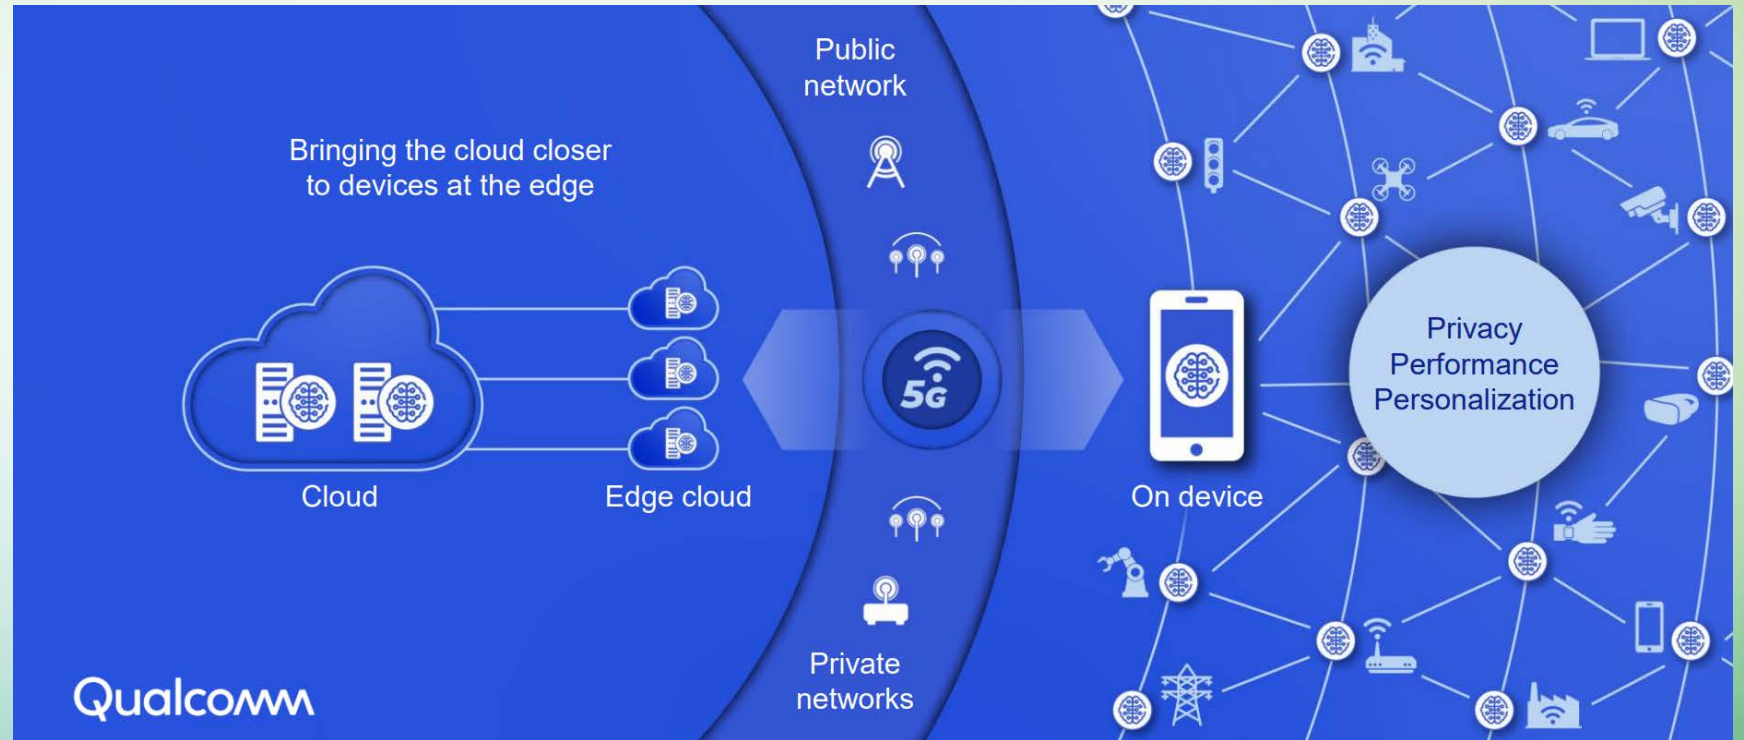 Bringing the cloud closer
to devices at the edge
Cloud
Edge cloud
Public
network
5G
Private
networks
On device
Privacy
Performance
Personalization
Qualcomm